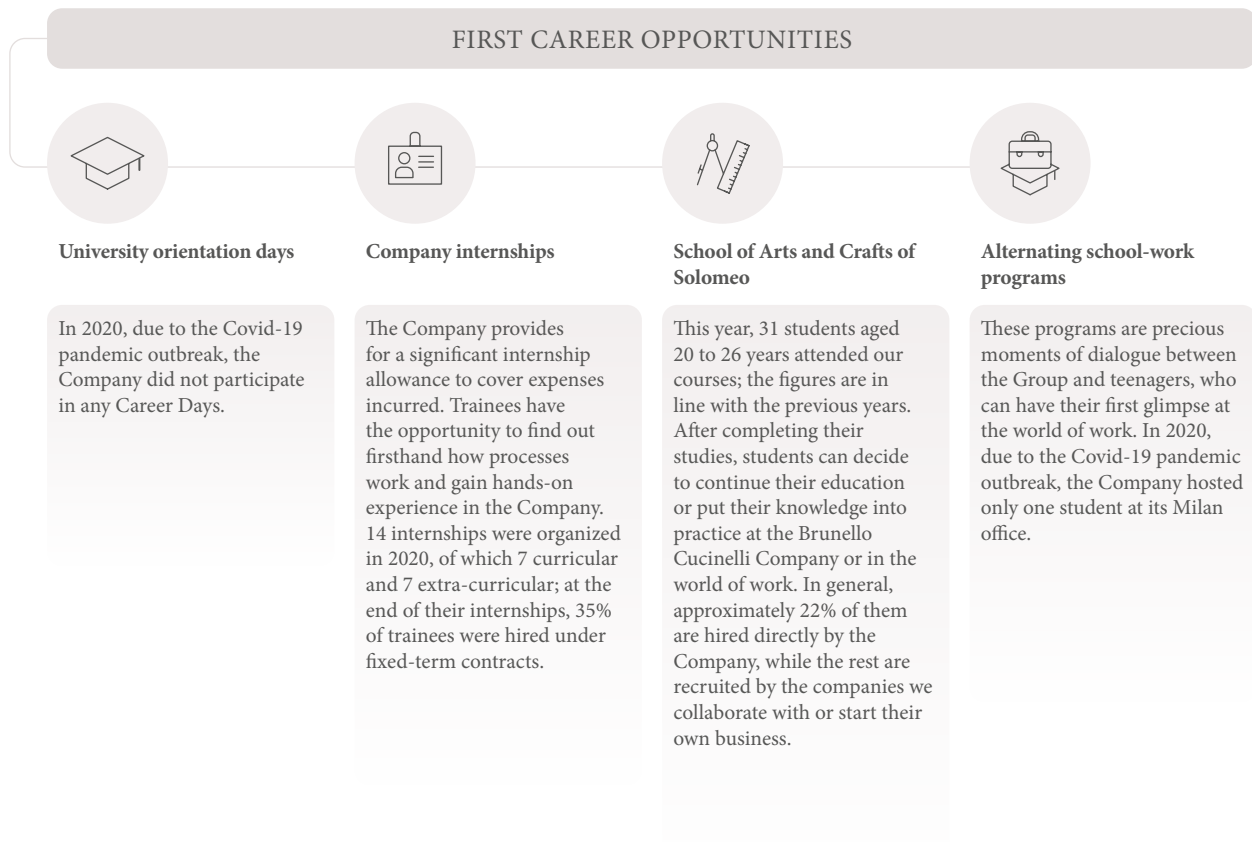 FIRST CAREER OPPORTUNITIES
University orientation days
In 2020, due to the Covid-19
pandemic outbreak, the
Company did not participate
in any Career Days.
Company internships
The Company provides
for a significant internship
allowance to cover expenses
incurred. Trainees have
the opportunity to find out
firsthand how processes
work and gain hands-on
experience in the Company.
14 internships were organized
in 2020, of which 7 curricular
and 7 extra-curricular; at the
end of their internships, 35%
of trainees were hired under
fixed-term contracts.
School of Arts and Crafts of
Solomeo
This year, 31 students aged
20 to 26 years attended our
courses; the figures are in
line with the previous years.
After completing their
studies, students can decide
to continue their education
or put their knowledge into
practice at the Brunello
Cucinelli Company or in the
world of work. In general,
approximately 22% of them
are hired directly by the
Company, while the rest are
recruited by the companies we
collaborate with or start their
own business.
Alternating school-work
programs
These programs are precious
moments of dialogue between
the Group and teenagers, who
can have their first glimpse at
the world of work. In 2020,
due to the Covid-19 pandemic
outbreak, the Company hosted
only one student at its Milan
office.